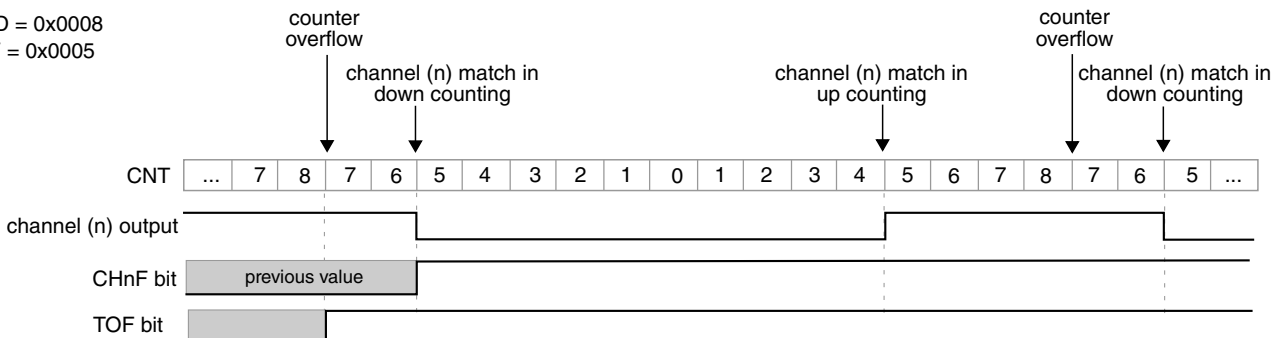 = 0x0008
= 0x0005
counter
overflow
channel (n) match in
down counting
channel (n) match in
up counting
counter
overflow
channel (n) match in
down counting
CNT ... 7 8 7 6 5 4 3 2 1 0 1 2 3 4 5 6 7 8 7 6 5 ...
channel (n) output
CHnF bit previous value
TOF bit